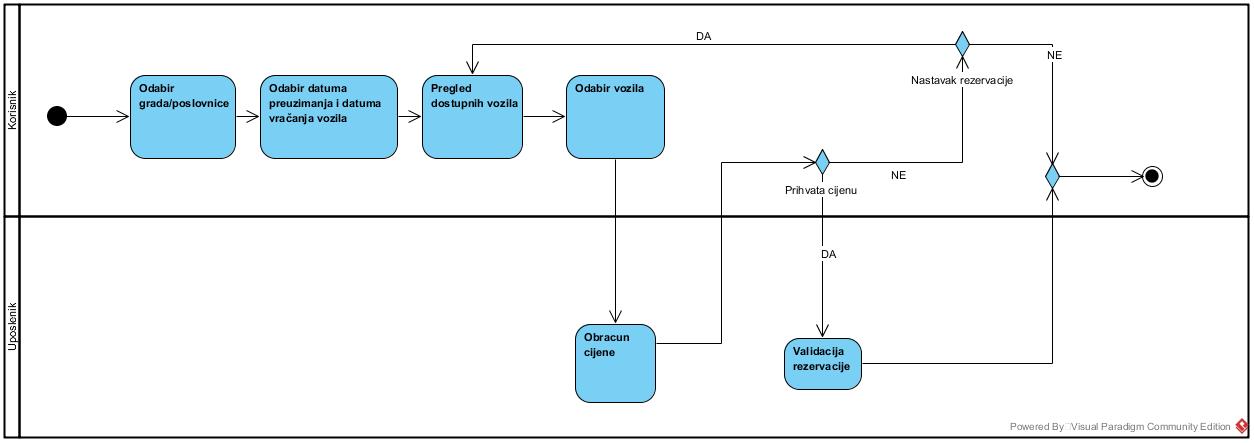 Korisnik
Odabir
grada/poslovnice
Odabir datuma
preuzimanja i datuma
vračanja vozila
Pregled
dostupnih vozila
Odabir vozila
DA
NE
Nastavak rezervacije
NE
Prihvata cijenu
DA
Uposlenik
Obracun
cijene
Validacija
rezervacije
Powered By Visual Paradigm Community Edition